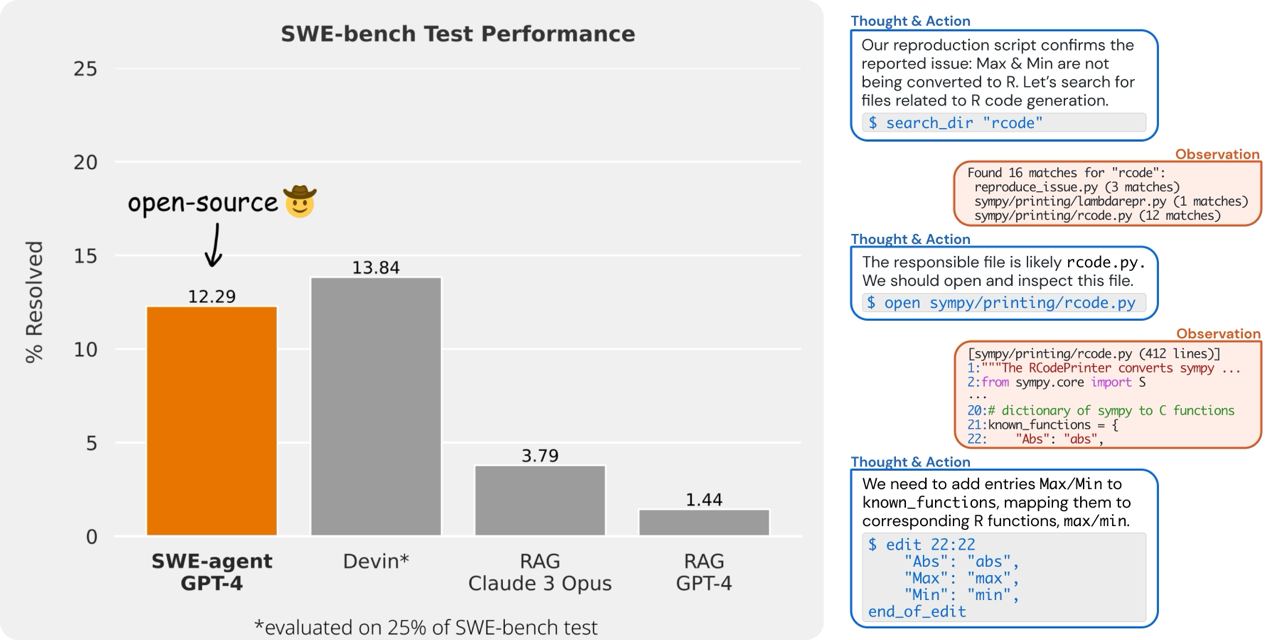 SWE-bench Test Performance
25
20
15
10
5
0
% Resolved
open-source
12.29
13.84
3.79
1.44
SWE-agent
GPT-4
Devin*
RAG
Claude 3 Opus
RAG
GPT-4
*evaluated on 25% of SWE-bench test
Thought & Action
Our reproduction script confirms the
reported issue: Max & Min are not
being converted to R. Let's search for
files related to R code generation.
$ search_dir "rcode"
Observation
Found 16 matches for "rcode":
reproduce_issue.py (3 matches)
sympy/printing/lambdarepr.py (1 matches)
sympy/printing/rcode.py (12 matches)
Thought & Action
The responsible file is likely rcode.py.
We should open and inspect this file.
$ open sympy/printing/rcode.py
Observation
[sympy/printing/rcode.py (412 lines)]
1:"""The RCodePrinter converts sympy ...
2:from sympy.core import S
...
20:# dictionary of sympy to C functions
21:known_functions = {
22:    "Abs": "abs",
Thought & Action
We need to add entries Max/Min to
known_functions, mapping them to
corresponding R functions, max/min.
$ edit 22:22
    "Abs": "abs",
    "Max": "max",
    "Min": "min",
end_of_edit